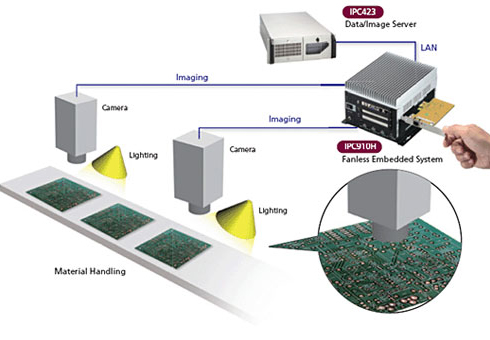 IPC423
Data/Image Server
LAN
Imaging
Camera
Imaging
IPC910H
Fanless Embedded System
Lighting
Camera
Lighting
Material Handling